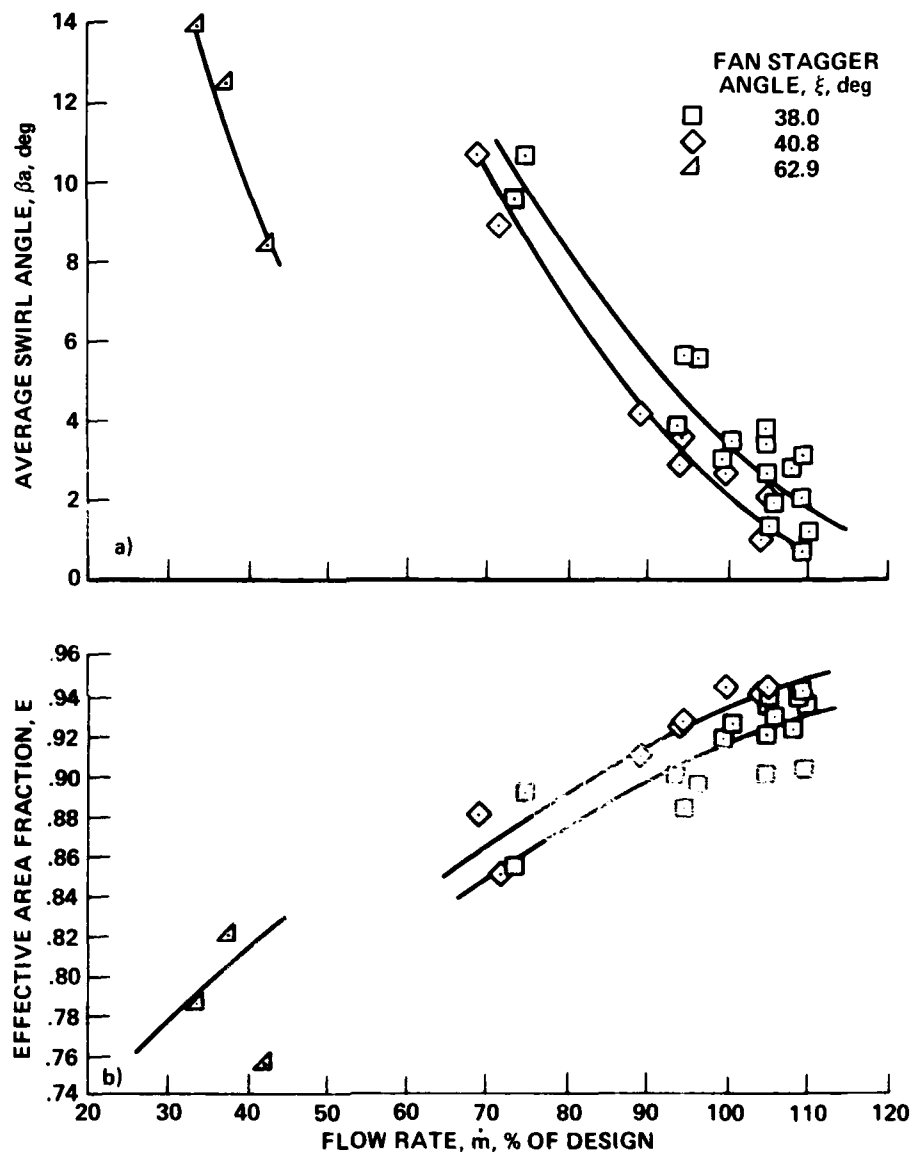 14
12
10
8
6
4
2
0
AVERAGE SWIRL ANGLE, βa, deg
FAN STAGGER
ANGLE, ξ, deg
38.0
40.8
62.9
a)
.96
.94
.92
.90
.88
.86
.84
.82
.80
.78
.76
.74
EFFECTIVE AREA FRACTION, E
b)
20 30 40 50 60 70 80 90 100 110 120
FLOW RATE, ṁ, % OF DESIGN